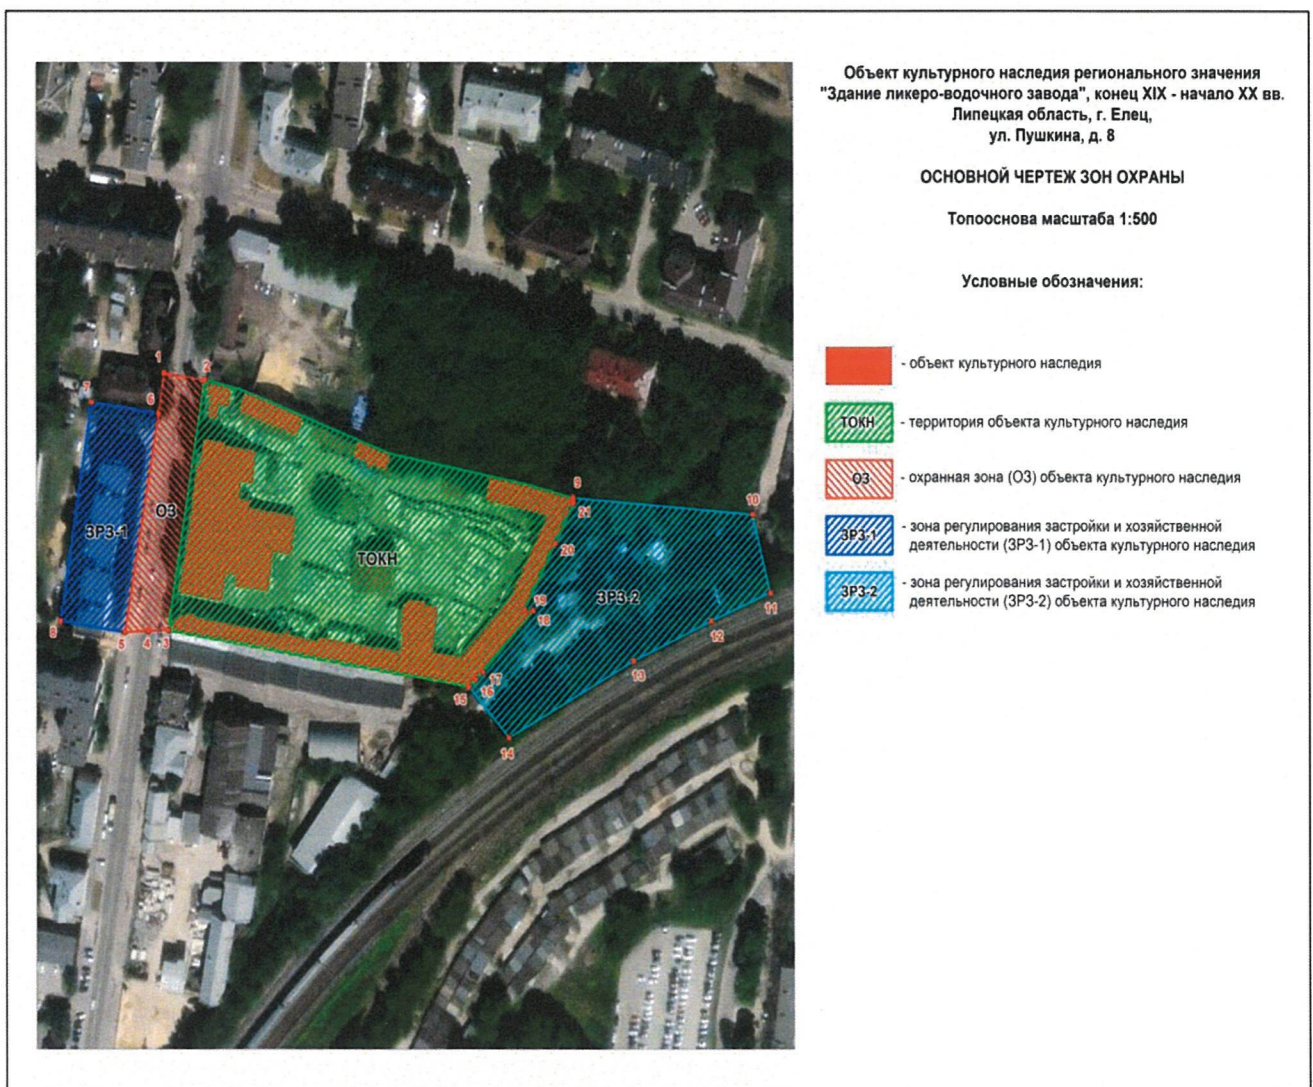 Объект культурного наследия регионального значения
"Здание ликеро-водочного завода", конец XIX - начало XX вв.
Липецкая область, г. Елец,
ул. Пушкина, д. 8
ОСНОВНОЙ ЧЕРТЕЖ ЗОН ОХРАНЫ
Топооснова масштаба 1:500
Условные обозначения:
- объект культурного наследия
ТОКН - территория объекта культурного наследия
ОЗ - охранная зона (ОЗ) объекта культурного наследия
ЗРЗ-1 - зона регулирования застройки и хозяйственной
деятельности (ЗРЗ-1) объекта культурного наследия
ЗРЗ-2 - зона регулирования застройки и хозяйственной
деятельности (ЗРЗ-2) объекта культурного наследия
1
2
7
6
9
21
10
ОЗ
ЗРЗ-1
20
ТОКН
ЗРЗ-2
11
19
18
12
8
5
4
3
13
17
16
15
14